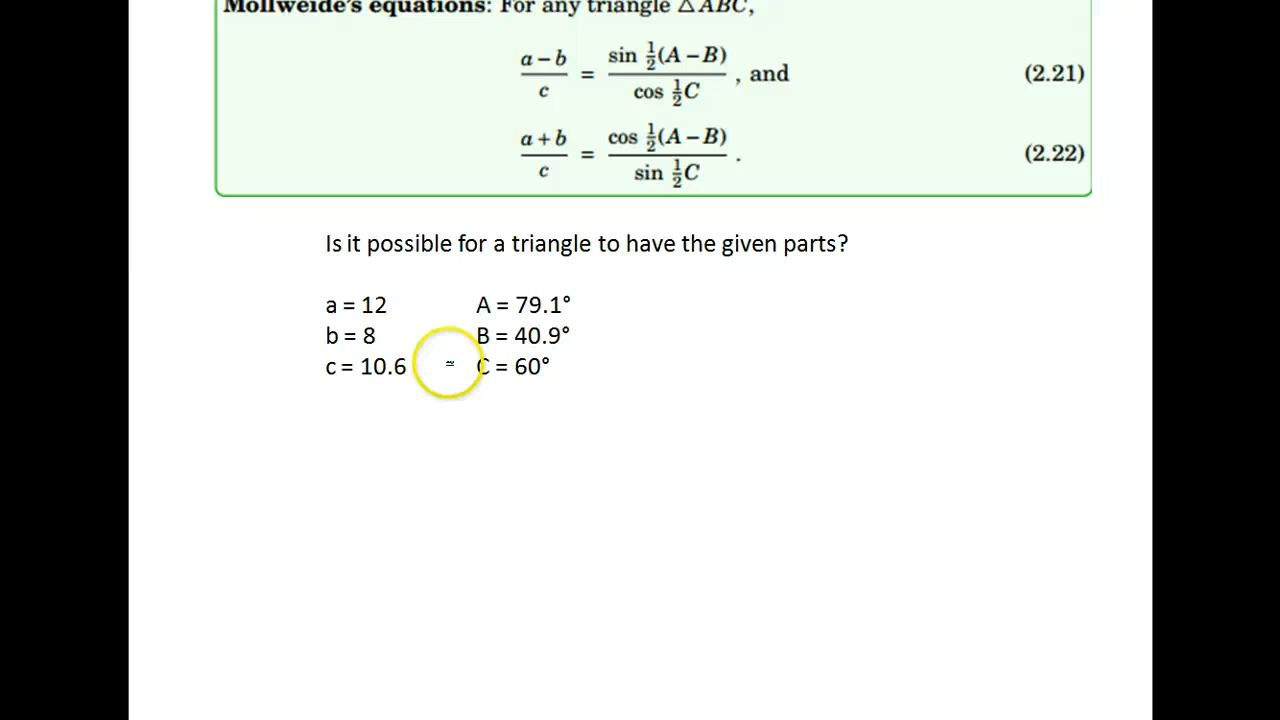 Mollweide's equations: For any triangle △ABC,
a − b / c = sin ½(A − B) / cos ½C , and (2.21)
a + b / c = cos ½(A − B) / sin ½C . (2.22)
Is it possible for a triangle to have the given parts?
a = 12 A = 79.1°
b = 8 B = 40.9°
c = 10.6 C = 60°